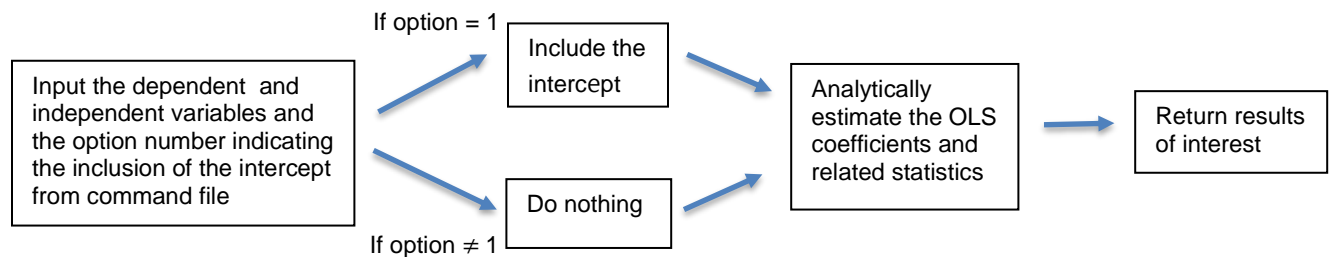 Input the dependent and
independent variables and
the option number indicating
the inclusion of the intercept
from command file
If option = 1
Include the
intercept
If option ≠ 1
Do nothing
Analytically
estimate the OLS
coefficients and
related statistics
Return results
of interest